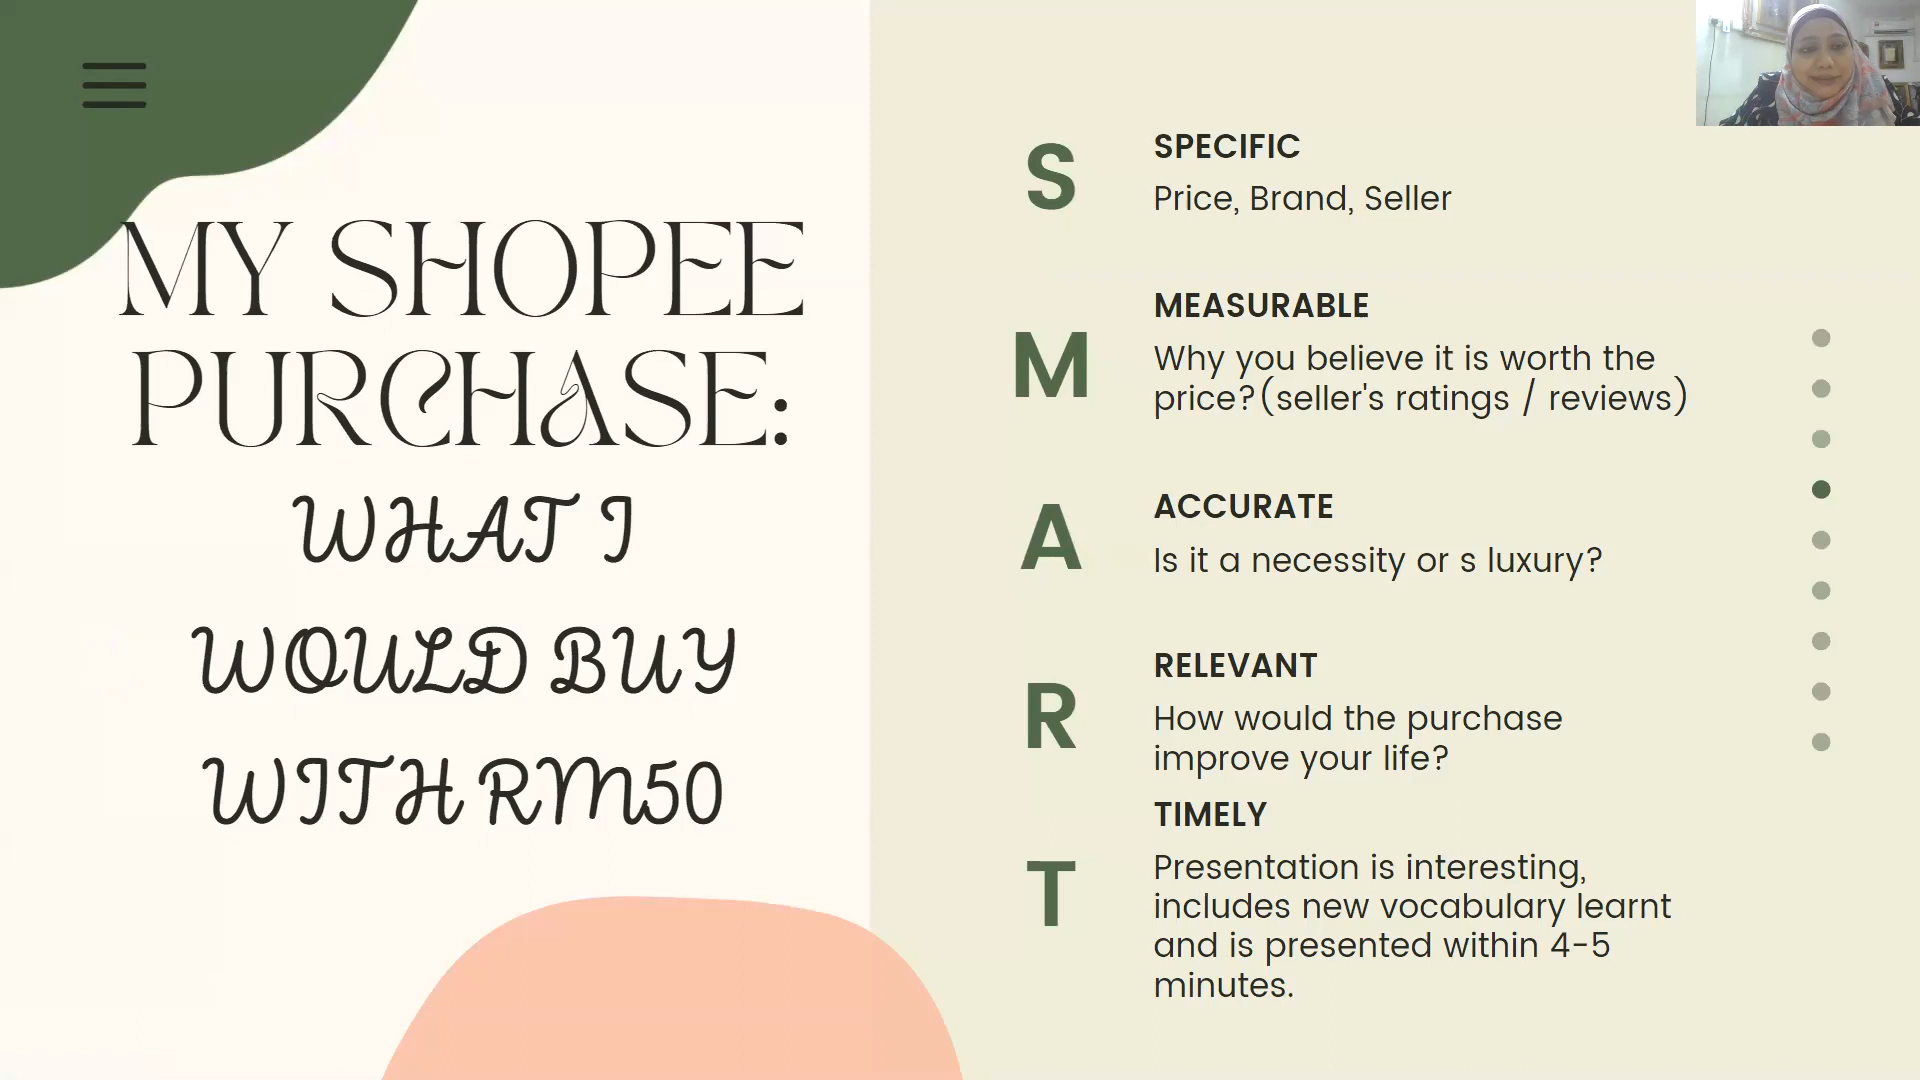 MY SHOPEE
PURCHASE:
WHAT I
WOULD BUY
WITH RM50
S
SPECIFIC
Price, Brand, Seller
M
MEASURABLE
Why you believe it is worth the
price?(seller's ratings / reviews)
A
ACCURATE
Is it a necessity or s luxury?
R
RELEVANT
How would the purchase
improve your life?
T
TIMELY
Presentation is interesting,
includes new vocabulary learnt
and is presented within 4-5
minutes.